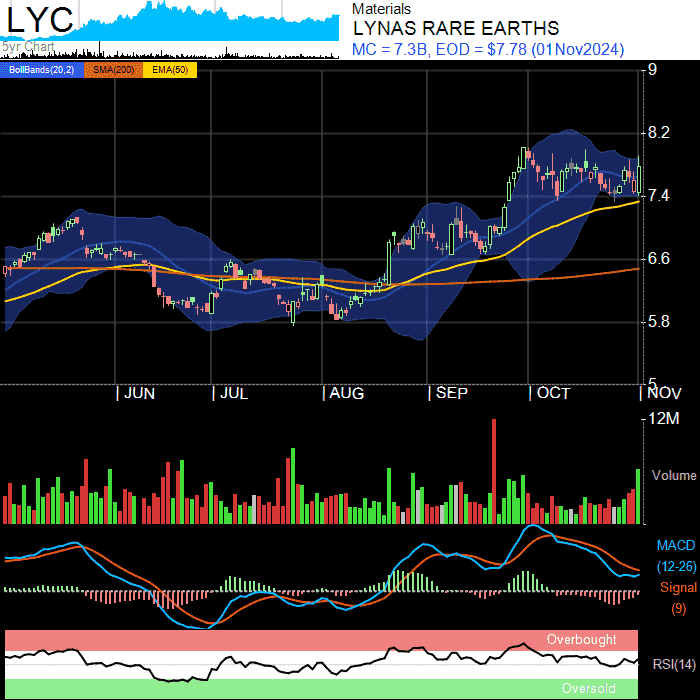 LYC
5yr Chart
Materials
LYNAS RARE EARTHS
MC = 7.3B, EOD = $7.78 (01Nov2024)
BollBands(20,2) SMA(200) EMA(50)
9
8.2
7.4
6.6
5.8
5
JUN JUL AUG SEP OCT NOV
12M
Volume
MACD
(12-26)
Signal
(9)
Overbought
RSI(14)
Oversold